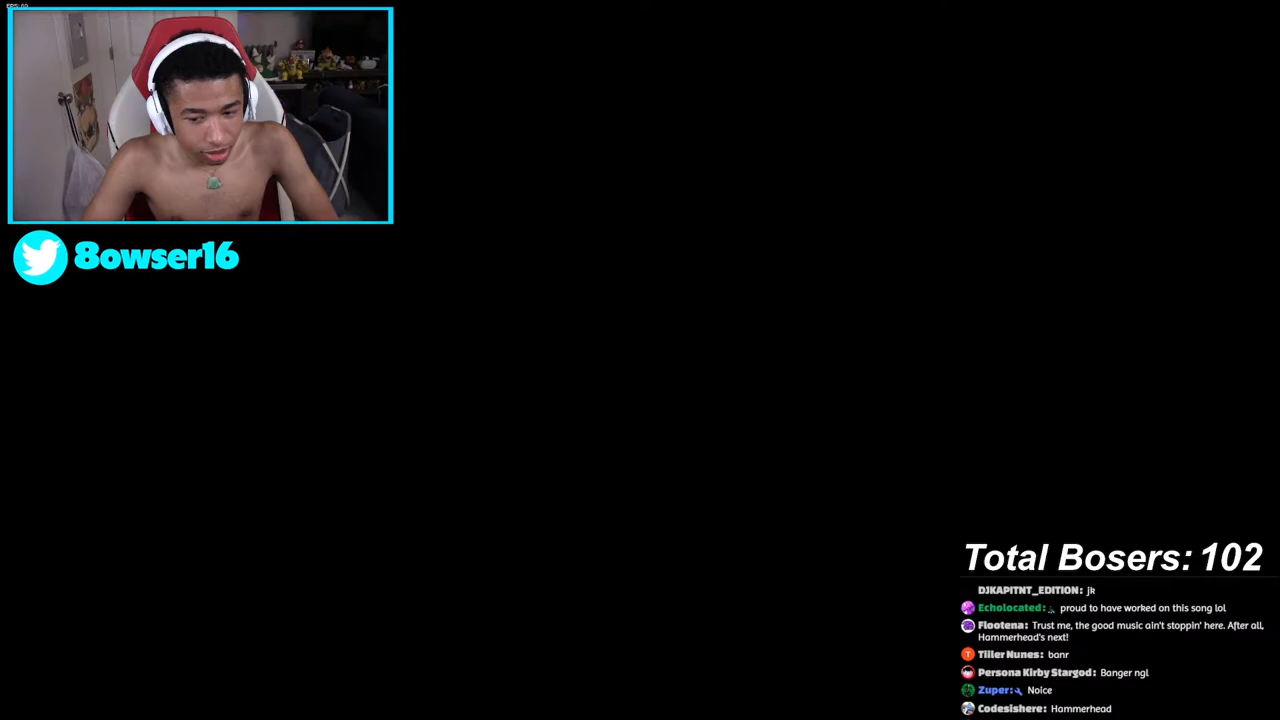 8owser16
Total Bosers: 102
DJKAPITNT_EDITION: jk
Echolocated: proud to have worked on this song lol
Flootena: Trust me, the good music ain't stoppin' here. After all,
Hammerhead's next!
Tiiler Nunes: banr
Persona Kirby Stargod: Banger ngl
Zuper: Noice
Codesishere: Hammerhead